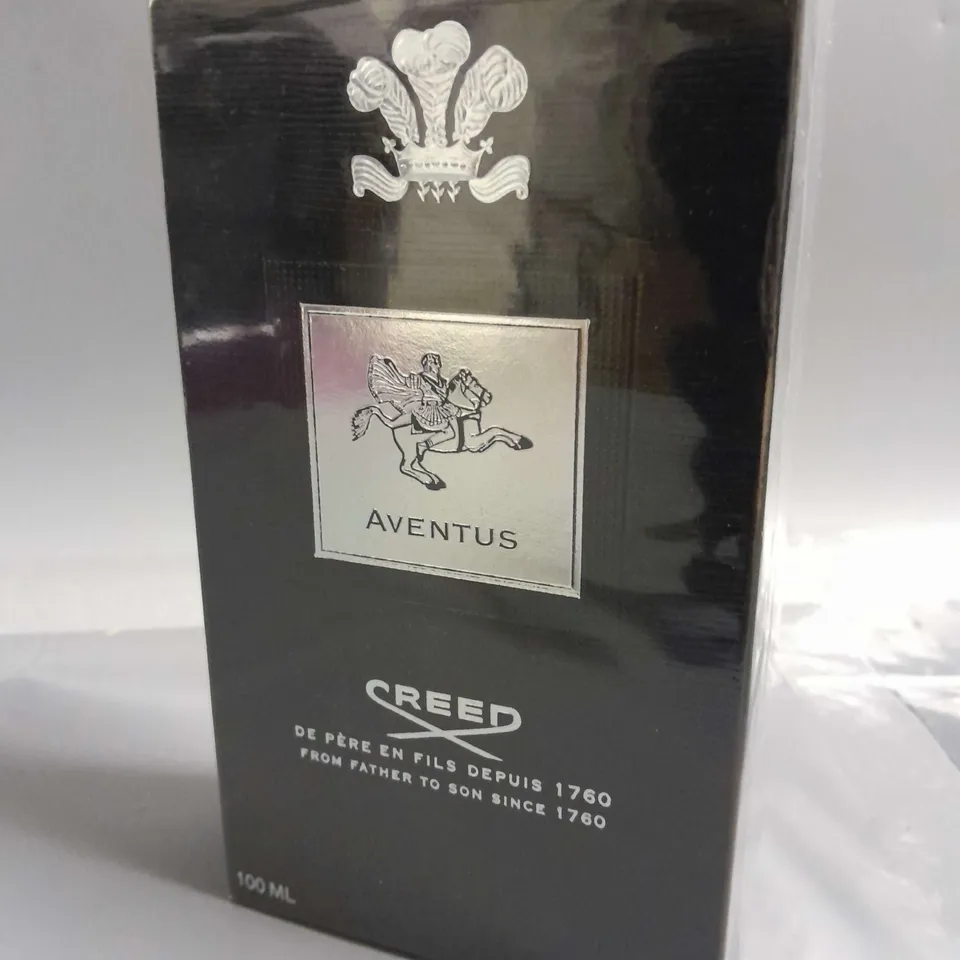 AVENTUS
CREED
DE PÈRE EN FILS DEPUIS 1760
FROM FATHER TO SON SINCE 1760
100 ML